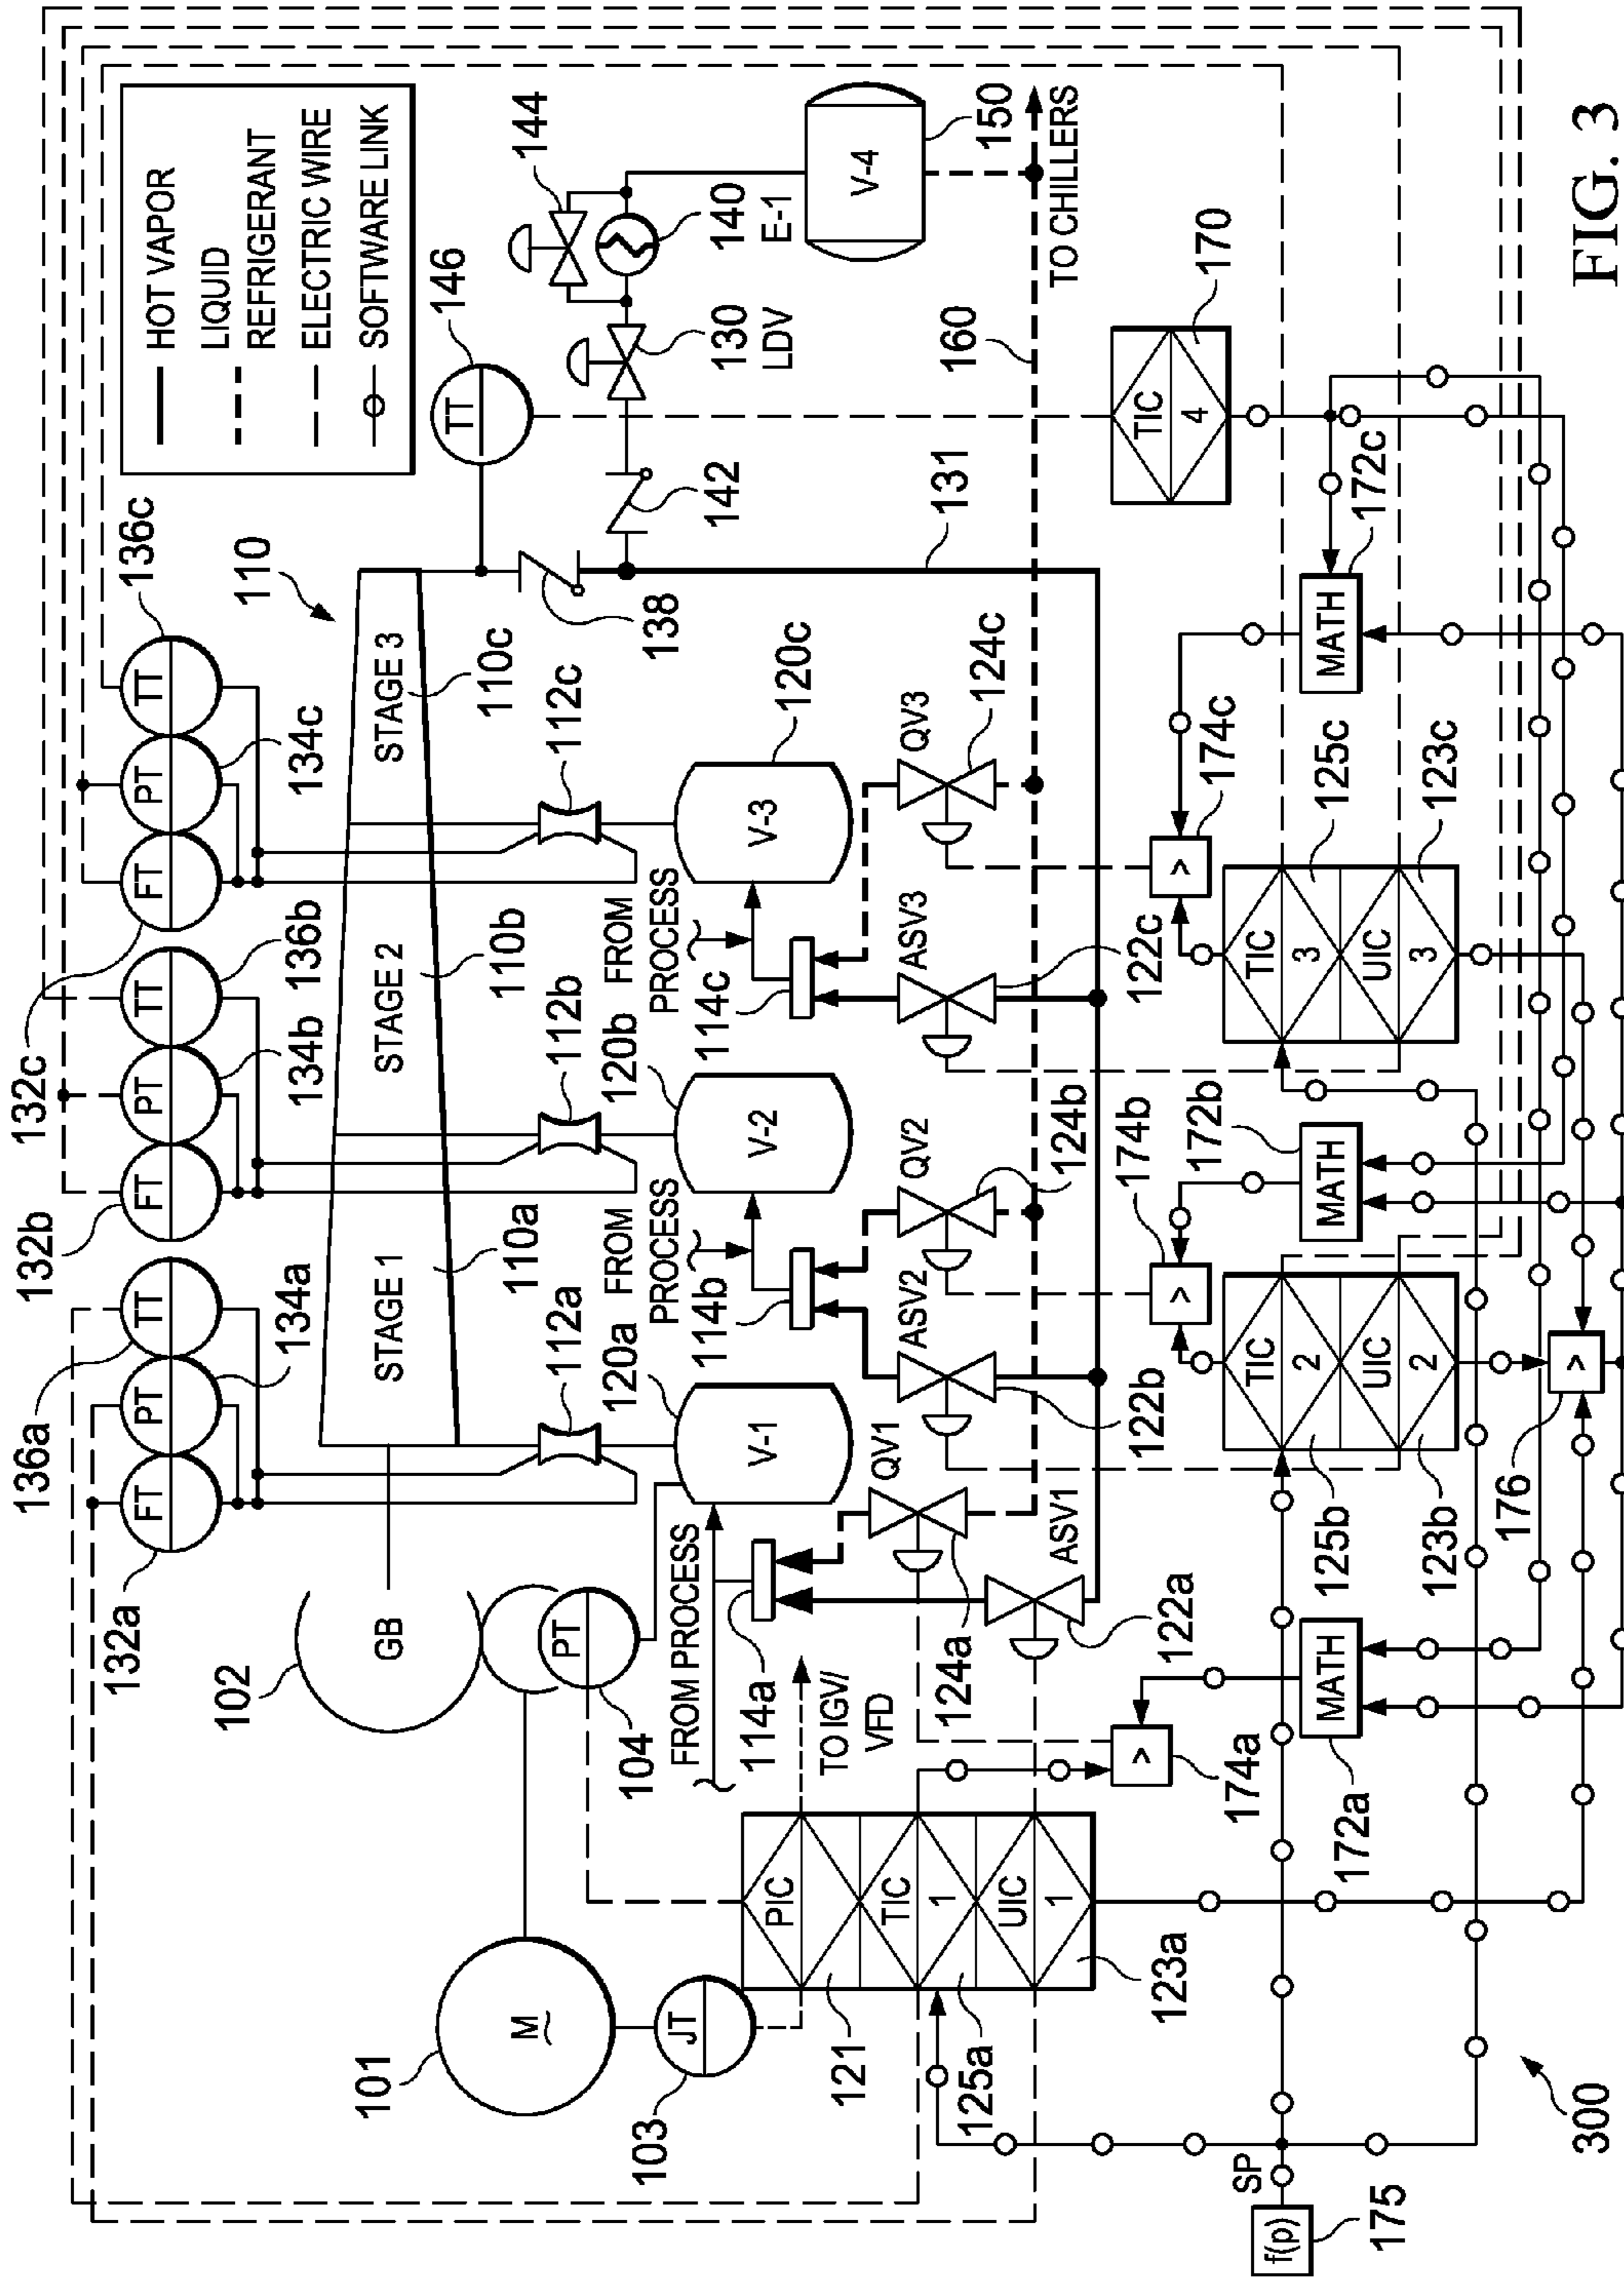 HOT VAPOR
LIQUID
REFRIGERANT
ELECTRIC WIRE
SOFTWARE LINK
136a
132a
FT
PT
TT
134a
132b
FT
PT
TT
134b
136b
132c
FT
PT
TT
134c
136c
110
102
GB
STAGE 1
110a
STAGE 2
110b
STAGE 3
110c
TT
146
144
101
M
~
103
JT
104
PT
112a
112b
112c
138
142
130
LDV
140
E-1
V-4
150
120a
V-1
120b
V-2
120c
V-3
FROM PROCESS
FROM
PROCESS
FROM
PROCESS
114a
114b
114c
131
160
TO CHILLERS
TO IGV/
VFD
QV1
124a
ASV1
122a
ASV2
122b
QV2
124b
ASV3
122c
QV3
124c
PIC
TIC
1
UIC
1
121
125a
123a
>
174a
MATH
172a
TIC
2
UIC
2
125b
123b
>
174b
MATH
172b
>
176
TIC
3
UIC
3
125c
123c
>
174c
MATH
172c
TIC
4
170
SP
f(p)
175
300
FIG. 3